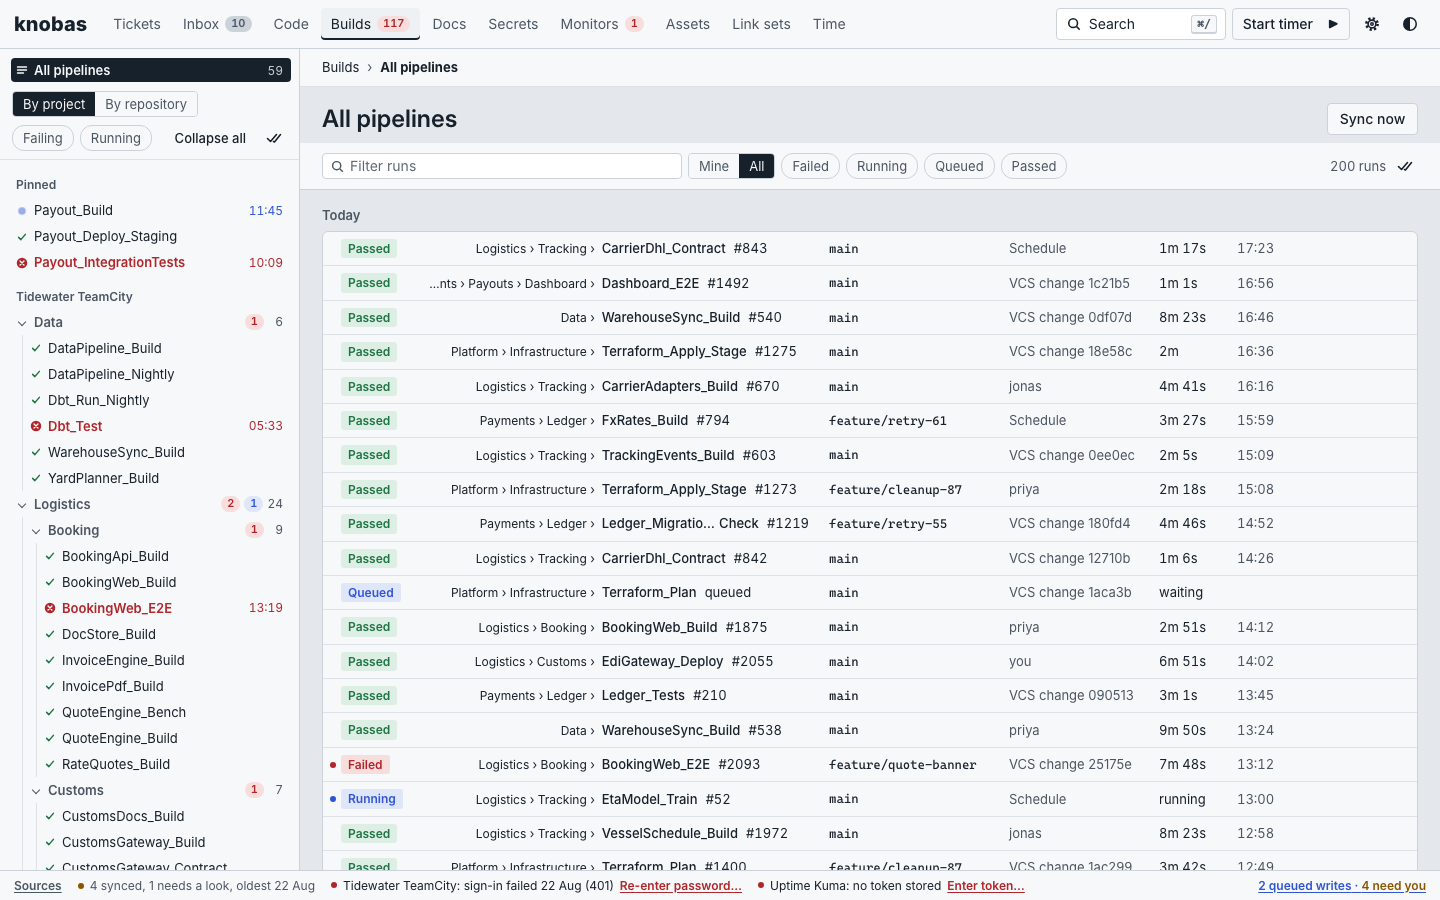 knobas Tickets Inbox 10 Code Builds 117 Docs Secrets Monitors 1 Assets Link sets Time Search ⌘/ Start timer
All pipelines 59
By project By repository
Failing Running Collapse all
Pinned
Payout_Build 11:45
Payout_Deploy_Staging
Payout_IntegrationTests 10:09
Tidewater TeamCity
Data 1 6
DataPipeline_Build
DataPipeline_Nightly
Dbt_Run_Nightly
Dbt_Test 05:33
WarehouseSync_Build
YardPlanner_Build
Logistics 2 1 24
Booking 1 9
BookingApi_Build
BookingWeb_Build
BookingWeb_E2E 13:19
DocStore_Build
InvoiceEngine_Build
InvoicePdf_Build
QuoteEngine_Bench
QuoteEngine_Build
RateQuotes_Build
Customs 1 7
CustomsDocs_Build
CustomsGateway_Build
CustomsGateway_Contract
Builds › All pipelines
All pipelines Sync now
Filter runs Mine All Failed Running Queued Passed 200 runs
Today
Passed Logistics › Tracking › CarrierDhl_Contract #843 main Schedule 1m 17s 17:23
Passed …nts › Payouts › Dashboard › Dashboard_E2E #1492 main VCS change 1c21b5 1m 1s 16:56
Passed Data › WarehouseSync_Build #540 main VCS change 0df07d 8m 23s 16:46
Passed Platform › Infrastructure › Terraform_Apply_Stage #1275 main VCS change 18e58c 2m 16:36
Passed Logistics › Tracking › CarrierAdapters_Build #670 main jonas 4m 41s 16:16
Passed Payments › Ledger › FxRates_Build #794 feature/retry-61 Schedule 3m 27s 15:59
Passed Logistics › Tracking › TrackingEvents_Build #603 main VCS change 0ee0ec 2m 5s 15:09
Passed Platform › Infrastructure › Terraform_Apply_Stage #1273 feature/cleanup-87 priya 2m 18s 15:08
Passed Payments › Ledger › Ledger_Migratio… Check #1219 feature/retry-55 VCS change 180fd4 4m 46s 14:52
Passed Logistics › Tracking › CarrierDhl_Contract #842 main VCS change 12710b 1m 6s 14:26
Queued Platform › Infrastructure › Terraform_Plan queued main VCS change 1aca3b waiting
Passed Logistics › Booking › BookingWeb_Build #1875 main priya 2m 51s 14:12
Passed Logistics › Customs › EdiGateway_Deploy #2055 main you 6m 51s 14:02
Passed Payments › Ledger › Ledger_Tests #210 main VCS change 090513 3m 1s 13:45
Passed Data › WarehouseSync_Build #538 main priya 9m 50s 13:24
Failed Logistics › Booking › BookingWeb_E2E #2093 feature/quote-banner VCS change 25175e 7m 48s 13:12
Running Logistics › Tracking › EtaModel_Train #52 main Schedule running 13:00
Passed Logistics › Tracking › VesselSchedule_Build #1972 main jonas 8m 23s 12:58
Passed Platform › Infrastructure › Terraform_Plan #1400 feature/cleanup-87 VCS change 1ac299 3m 42s 12:49
Sources 4 synced, 1 needs a look, oldest 22 Aug Tidewater TeamCity: sign-in failed 22 Aug (401) Re-enter password… Uptime Kuma: no token stored Enter token… 2 queued writes · 4 need you